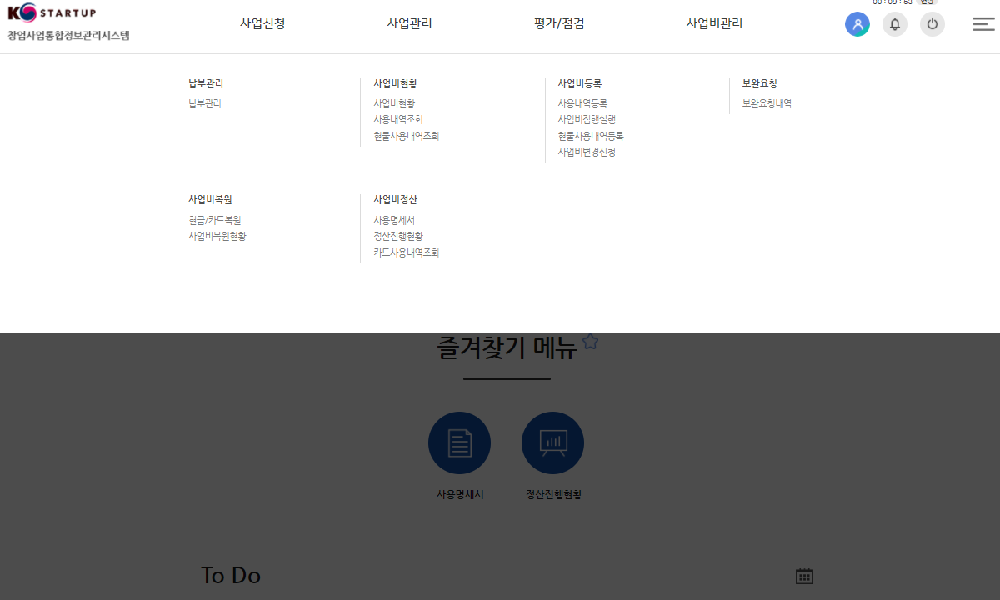 00 : 09 : 53 연장
K STARTUP
창업사업통합정보관리시스템
사업신청 사업관리 평가/점검 사업비관리
납부관리
납부관리
사업비현황
사업비현황
사용내역조회
현물사용내역조회
사업비등록
사용내역등록
사업비집행실행
현물사용내역등록
사업비변경신청
보완요청
보완요청내역
사업비복원
현금/카드복원
사업비복원현황
사업비정산
사용명세서
정산진행현황
카드사용내역조회
즐겨찾기 메뉴
사용명세서
정산진행현황
To Do